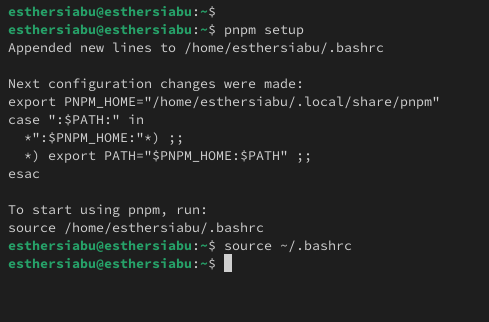 esthersiabu@esthersiabu:~$
esthersiabu@esthersiabu:~$ pnpm setup
Appended new lines to /home/esthersiabu/.bashrc

Next configuration changes were made:
export PNPM_HOME="/home/esthersiabu/.local/share/pnpm"
case ":$PATH:" in
  *":$PNPM_HOME:"*) ;;
  *) export PATH="$PNPM_HOME:$PATH" ;;
esac

To start using pnpm, run:
source /home/esthersiabu/.bashrc
esthersiabu@esthersiabu:~$ source ~/.bashrc
esthersiabu@esthersiabu:~$